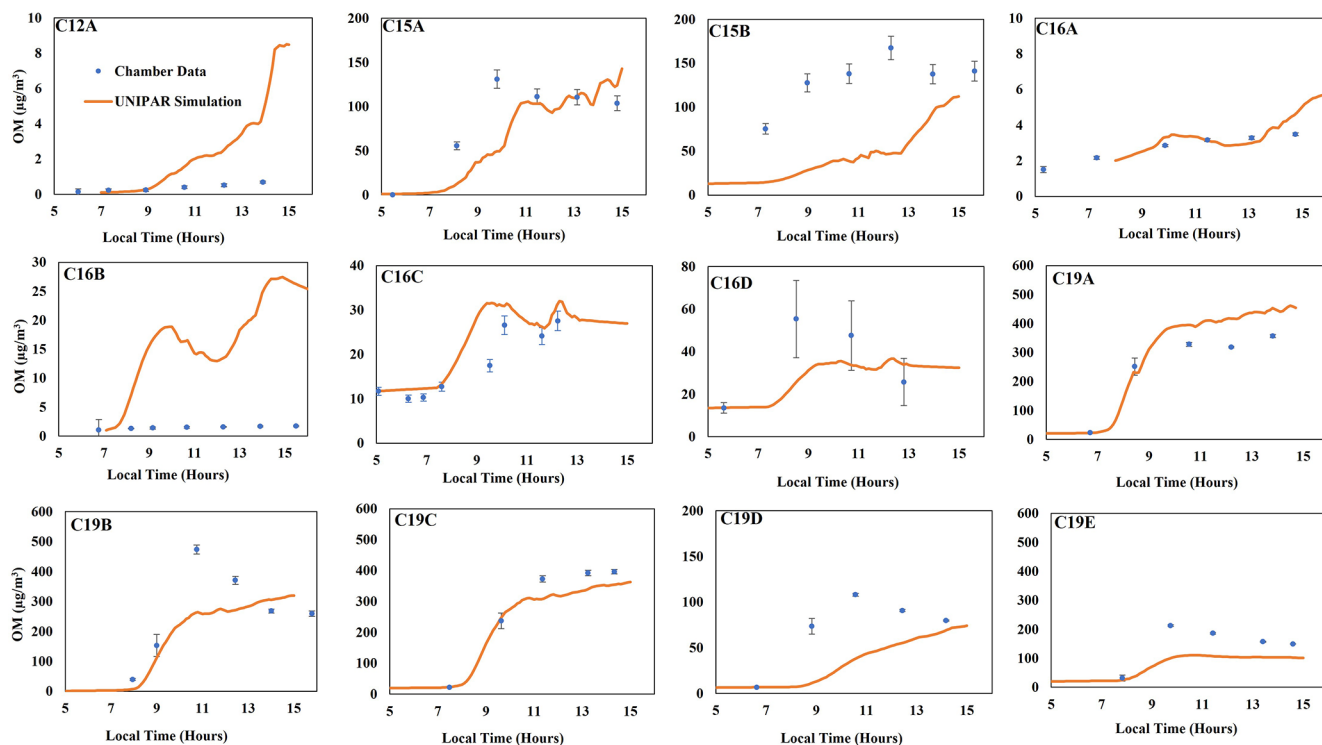 C12A
10
8
6
4
2
0
OM (µg/m³)
Chamber Data
UNIPAR Simulation
5 7 9 11 13 15
Local Time (Hours)
C15A
200
150
100
50
0
5 7 9 11 13 15
Local Time (Hours)
C15B
200
150
100
50
0
5 7 9 11 13 15
Local Time (Hours)
C16A
10
8
6
4
2
0
5 7 9 11 13 15
Local Time (Hours)
C16B
30
25
20
15
10
5
0
OM (µg/m³)
5 7 9 11 13 15
Local Time (Hours)
C16C
40
30
20
10
0
5 7 9 11 13 15
Local Time (Hours)
C16D
80
60
40
20
0
5 7 9 11 13 15
Local Time (Hours)
C19A
600
500
400
300
200
100
0
5 7 9 11 13 15
Local Time (Hours)
C19B
600
500
400
300
200
100
0
OM (µg/m³)
5 7 9 11 13 15
Local Time (Hours)
C19C
600
500
400
300
200
100
0
5 7 9 11 13 15
Local Time (Hours)
C19D
200
150
100
50
0
5 7 9 11 13 15
Local Time (Hours)
C19E
600
500
400
300
200
100
0
5 7 9 11 13 15
Local Time (Hours)